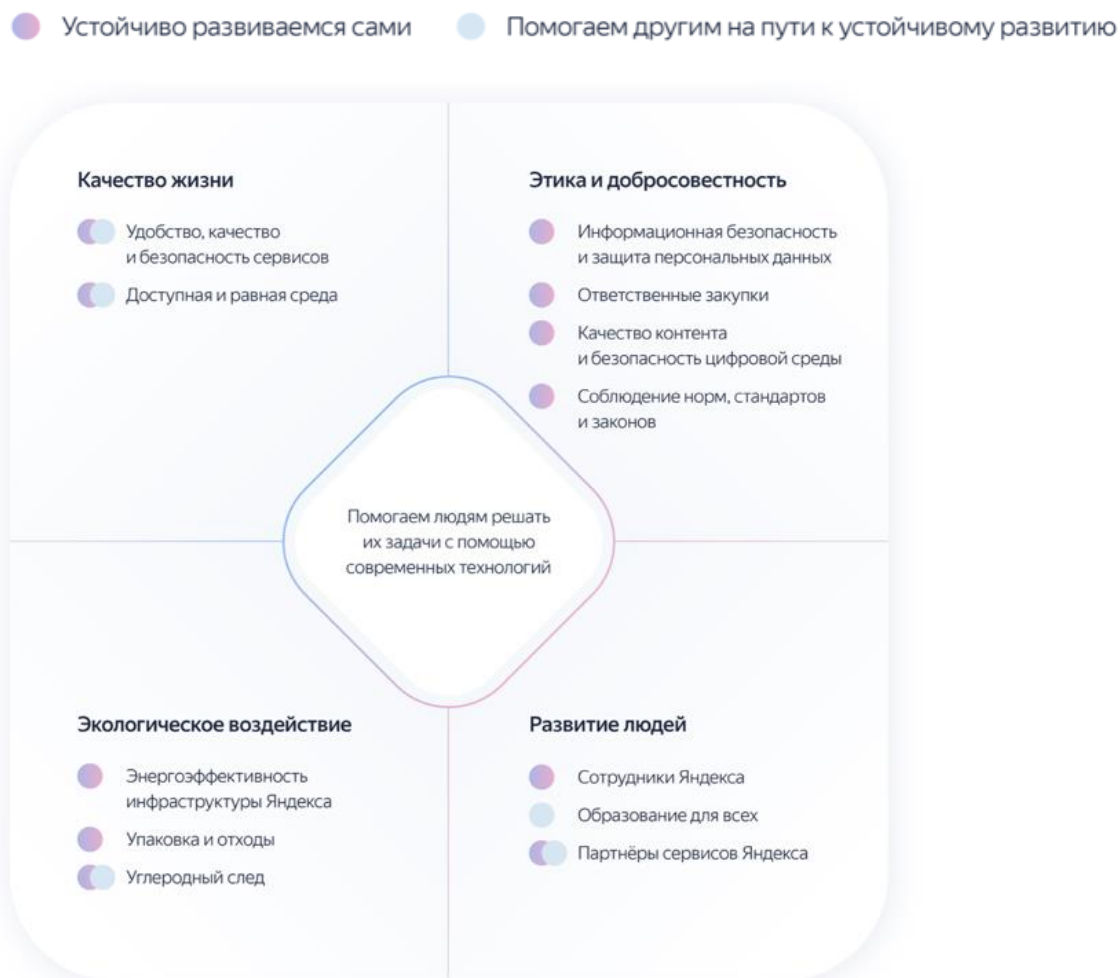 Устойчиво развиваемся сами
Помогаем другим на пути к устойчивому развитию
Качество жизни
Удобство, качество
и безопасность сервисов
Доступная и равная среда
Этика и добросовестность
Информационная безопасность
и защита персональных данных
Ответственные закупки
Качество контента
и безопасность цифровой среды
Соблюдение норм, стандартов
и законов
Помогаем людям решать
их задачи с помощью
современных технологий
Экологическое воздействие
Энергоэффективность
инфраструктуры Яндекса
Упаковка и отходы
Углеродный след
Развитие людей
Сотрудники Яндекса
Образование для всех
Партнёры сервисов Яндекса